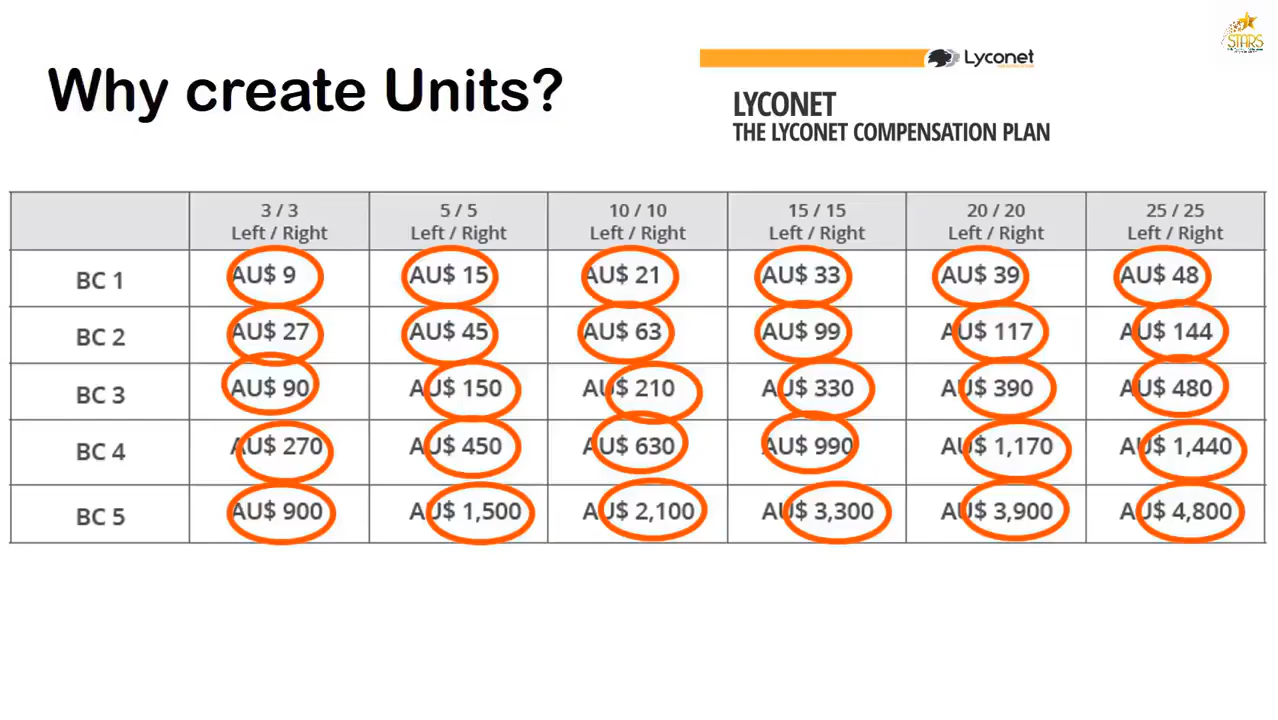 STARS
Why create Units?
Lyconet
LYCONET
THE LYCONET COMPENSATION PLAN
3 / 3 Left / Right
5 / 5 Left / Right
10 / 10 Left / Right
15 / 15 Left / Right
20 / 20 Left / Right
25 / 25 Left / Right
BC 1 AU$ 9 AU$ 15 AU$ 21 AU$ 33 AU$ 39 AU$ 48
BC 2 AU$ 27 AU$ 45 AU$ 63 AU$ 99 AU$ 117 AU$ 144
BC 3 AU$ 90 AU$ 150 AU$ 210 AU$ 330 AU$ 390 AU$ 480
BC 4 AU$ 270 AU$ 450 AU$ 630 AU$ 990 AU$ 1,170 AU$ 1,440
BC 5 AU$ 900 AU$ 1,500 AU$ 2,100 AU$ 3,300 AU$ 3,900 AU$ 4,800